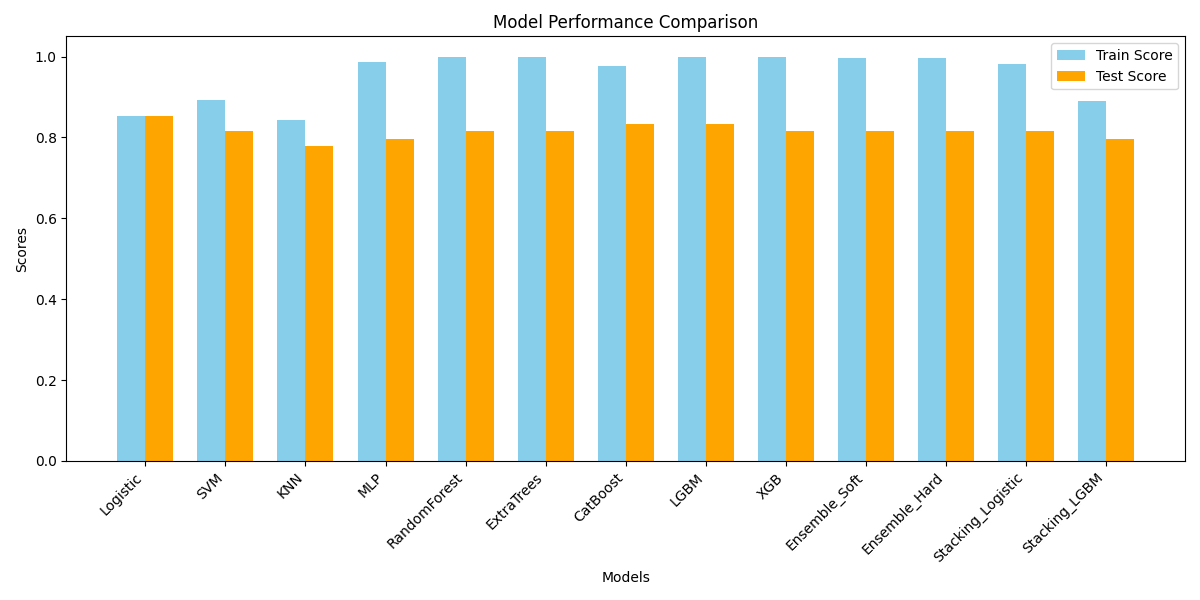 Model Performance Comparison
Train Score
Test Score
Scores
1.0
0.8
0.6
0.4
0.2
0.0
Logistic
SVM
KNN
MLP
RandomForest
ExtraTrees
CatBoost
LGBM
XGB
Ensemble_Soft
Ensemble_Hard
Stacking_Logistic
Stacking_LGBM
Models